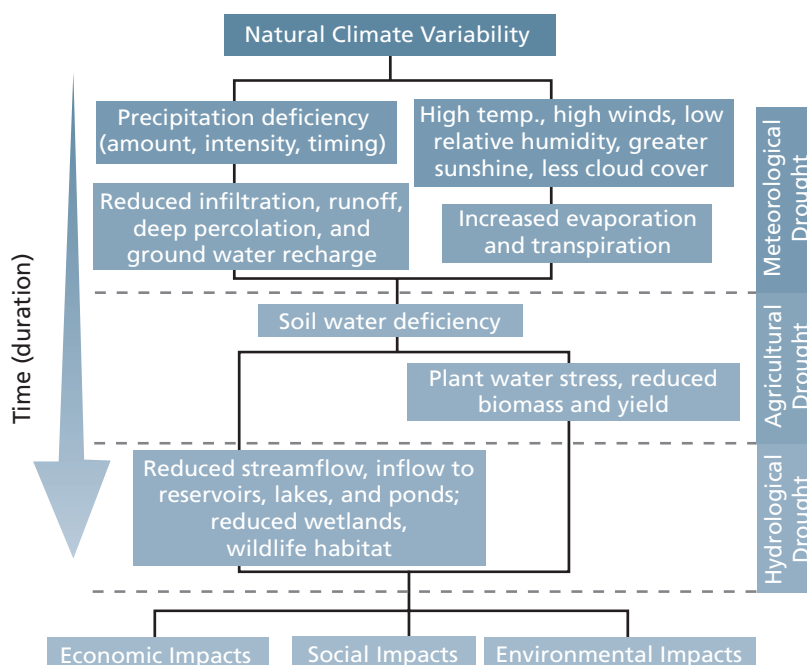 Natural Climate Variability
Precipitation deficiency
(amount, intensity, timing)
High temp., high winds, low
relative humidity, greater
sunshine, less cloud cover
Reduced infiltration, runoff,
deep percolation, and
ground water recharge
Increased evaporation
and transpiration
Meteorological
Drought
Time (duration)
Soil water deficiency
Plant water stress, reduced
biomass and yield
Agricultural
Drought
Reduced streamflow, inflow to
reservoirs, lakes, and ponds;
reduced wetlands,
wildlife habitat
Hydrological
Drought
Economic Impacts
Social Impacts
Environmental Impacts